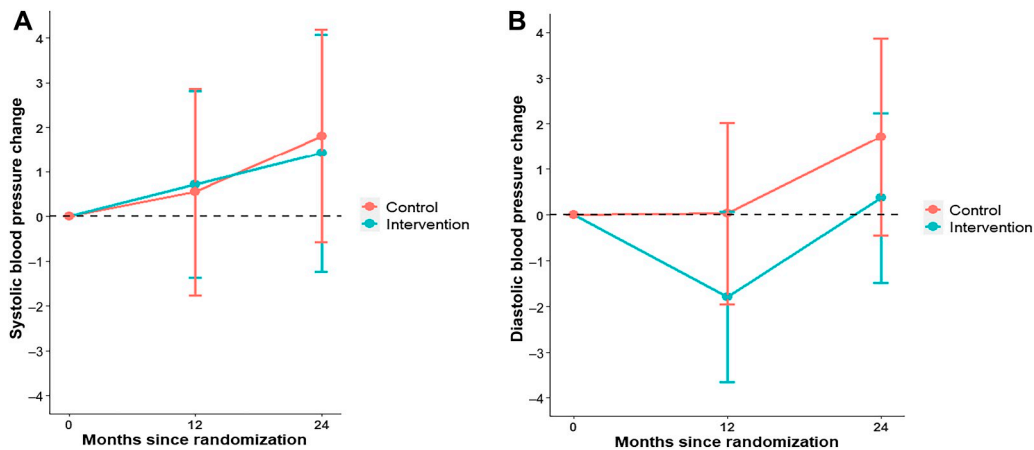 A
Systolic blood pressure change
4
3
2
1
0
−1
−2
−3
−4
0 12 24
Months since randomization
Control
Intervention
B
Diastolic blood pressure change
4
3
2
1
0
−1
−2
−3
−4
0 12 24
Months since randomization
Control
Intervention